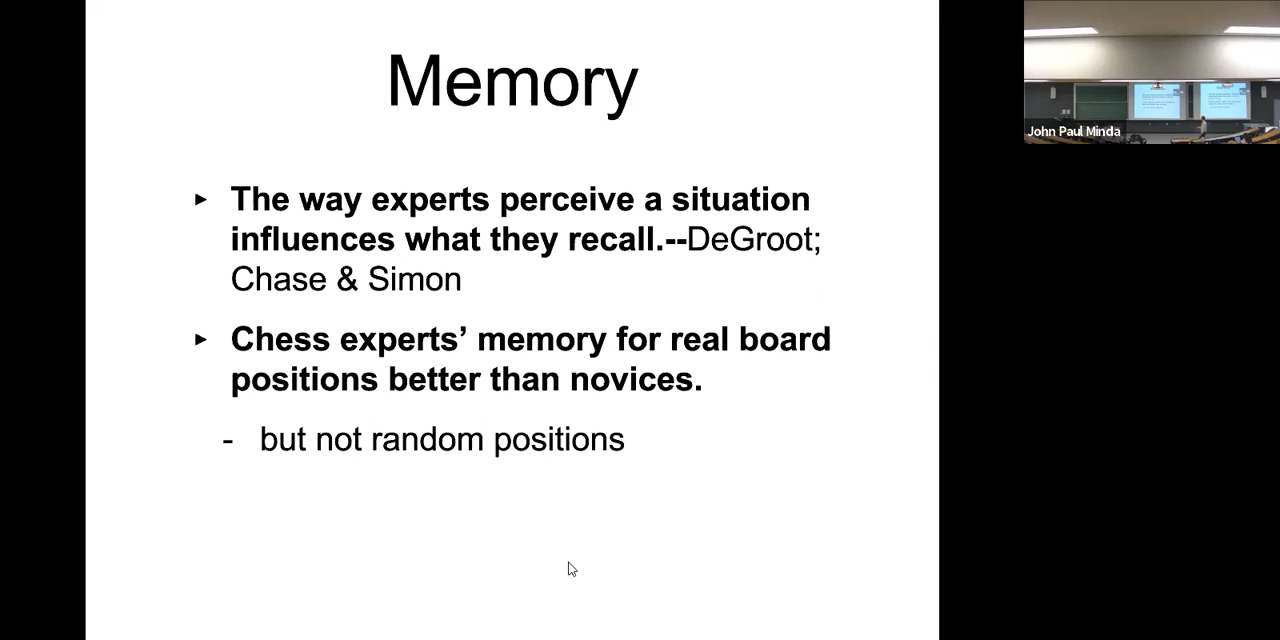 Memory
▸ The way experts perceive a situation
influences what they recall.--DeGroot;
Chase & Simon
▸ Chess experts’ memory for real board
positions better than novices.
- but not random positions
John Paul Minda